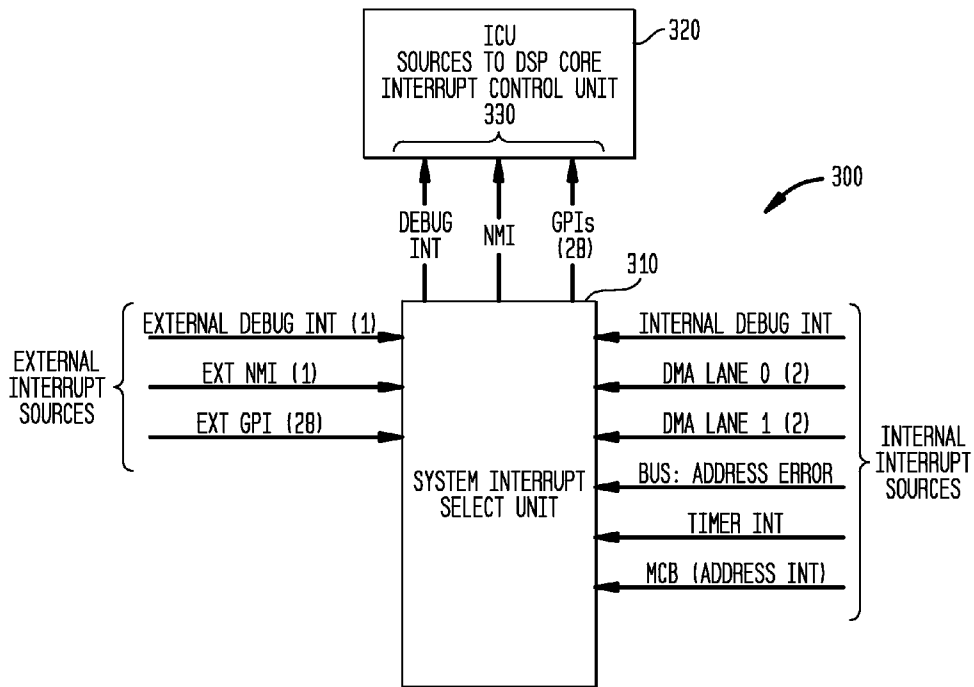 ICU
SOURCES TO DSP CORE
INTERRUPT CONTROL UNIT
330
320
300
DEBUG
INT
NMI
GPIs
(28)
310
EXTERNAL
INTERRUPT
SOURCES
EXTERNAL DEBUG INT (1)
EXT NMI (1)
EXT GPI (28)
SYSTEM INTERRUPT
SELECT UNIT
INTERNAL DEBUG INT
DMA LANE 0 (2)
DMA LANE 1 (2)
BUS: ADDRESS ERROR
TIMER INT
MCB (ADDRESS INT)
INTERNAL
INTERRUPT
SOURCES